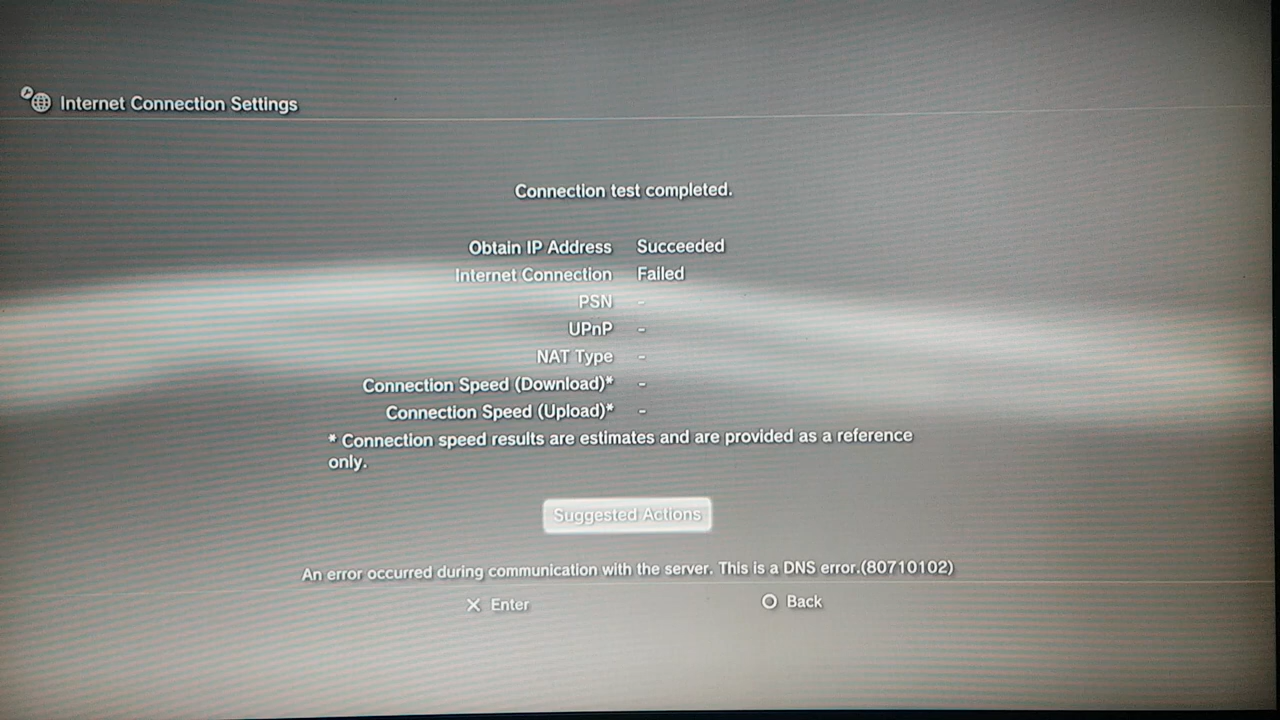 Internet Connection Settings
Connection test completed.
Obtain IP Address Succeeded
Internet Connection Failed
PSN -
UPnP -
NAT Type -
Connection Speed (Download)* -
Connection Speed (Upload)* -
* Connection speed results are estimates and are provided as a reference
only.
Suggested Actions
An error occurred during communication with the server. This is a DNS error.(80710102)
X Enter O Back